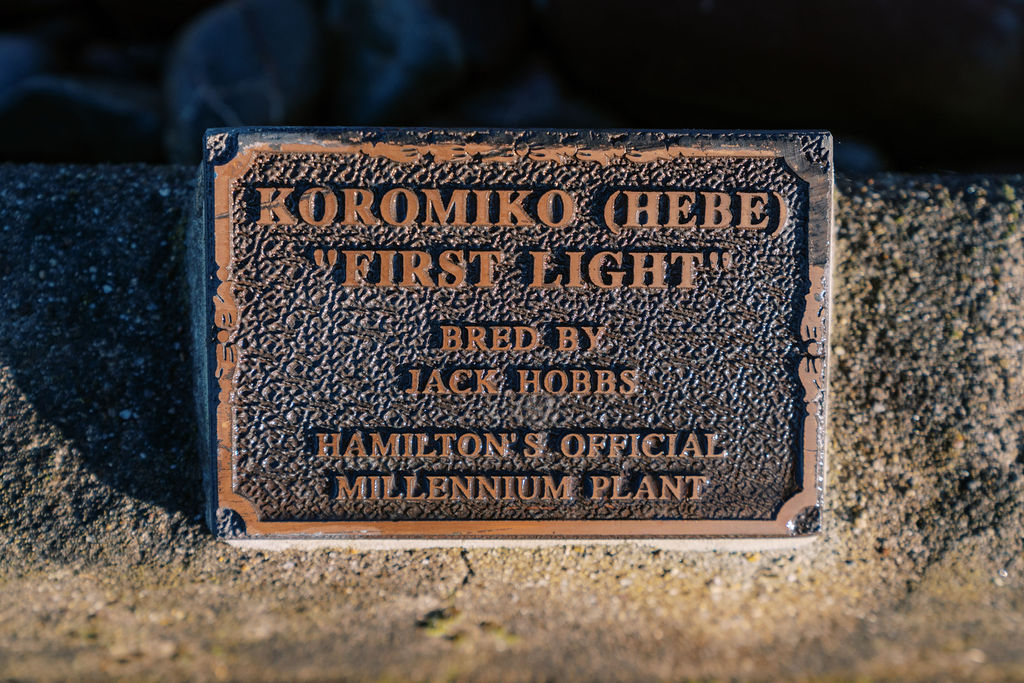 KOROMIKO (HEBE)
"FIRST LIGHT"
BRED BY
JACK HOBBS
HAMILTON'S OFFICIAL
MILLENNIUM PLANT